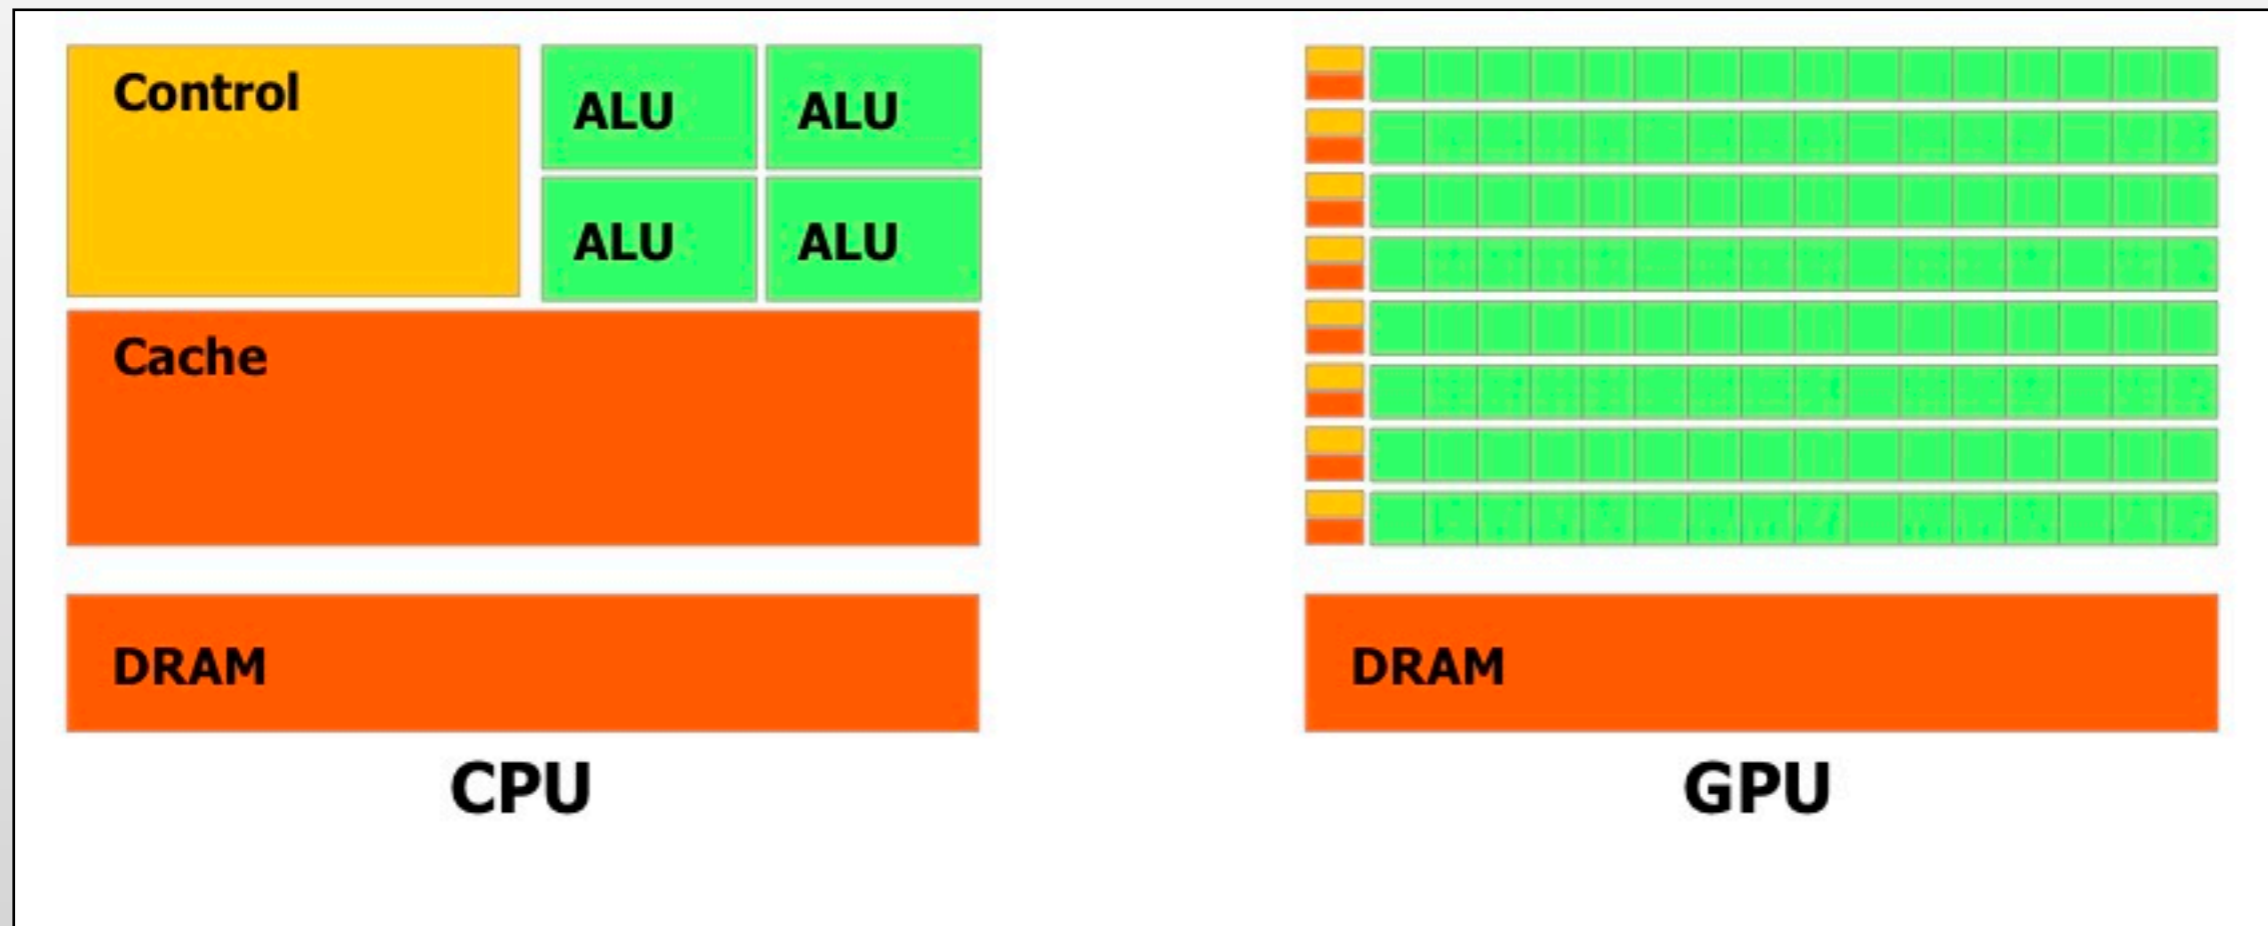 Control
ALU ALU
ALU ALU
Cache
DRAM
CPU
DRAM
GPU